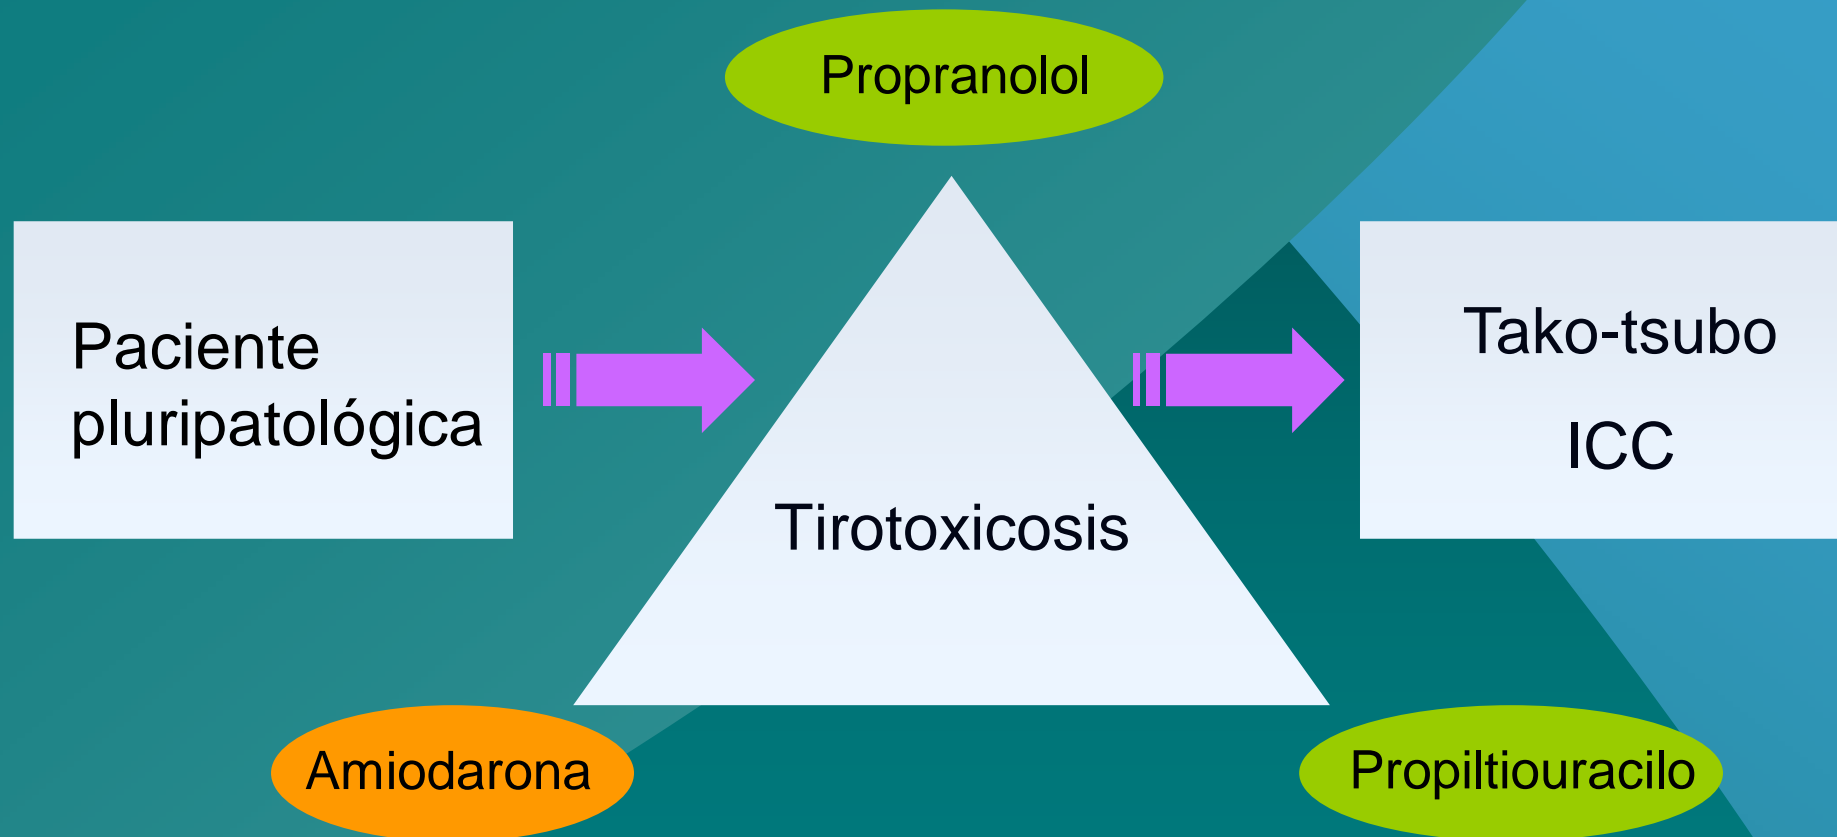 Propranolol
Paciente
pluripatológica
Tirotoxicosis
Tako-tsubo
ICC
Amiodarona
Propiltiouracilo